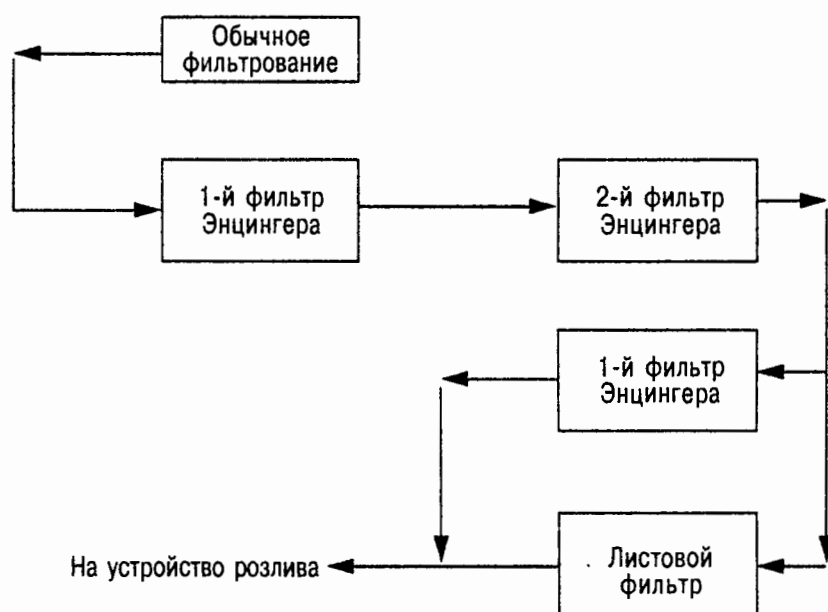 Обычное
фильтрование
1-й фильтр
Энцингера
2-й фильтр
Энцингера
1-й фильтр
Энцингера
На устройство розлива
Листовой
фильтр